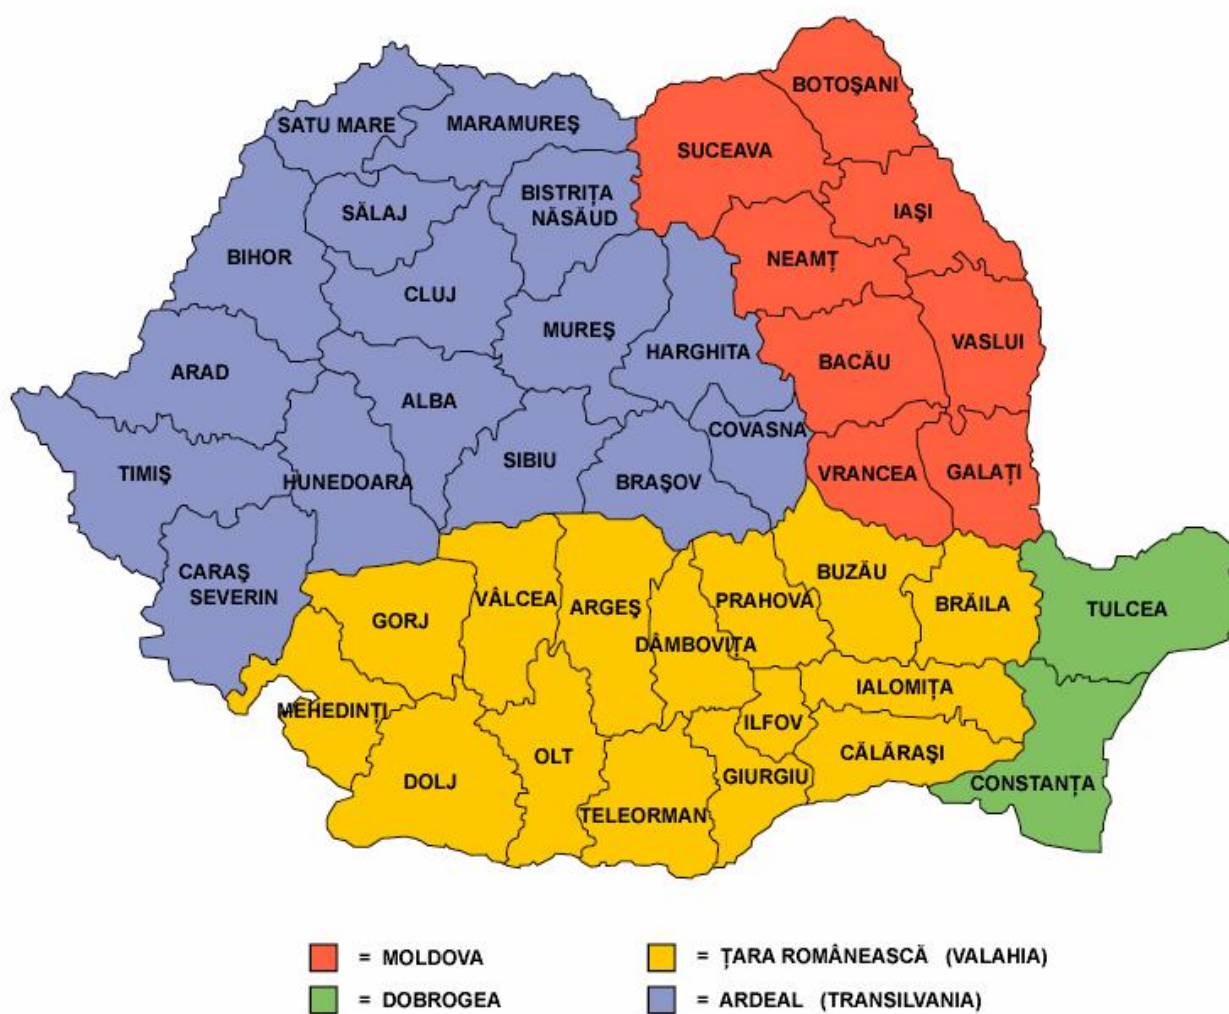 BOTOŞANI
SATU MARE
MARAMUREŞ
SUCEAVA
BISTRIȚA
NĂSĂUD
SĂLAJ
IAŞI
BIHOR
NEAMȚ
CLUJ
MUREŞ
HARGHITA
VASLUI
BACĂU
ARAD
ALBA
COVASNA
SIBIU
TIMIŞ
HUNEDOARA
BRAŞOV
VRANCEA
GALAȚI
CARAŞ
SEVERIN
BUZĂU
VÂLCEA
ARGEŞ
PRAHOVA
BRĂILA
TULCEA
GORJ
DÂMBOVIȚA
IALOMIȚA
MEHEDINȚI
ILFOV
OLT
CĂLĂRAŞI
DOLJ
GIURGIU
CONSTANȚA
TELEORMAN
= MOLDOVA
= ȚARA ROMÂNEASCĂ (VALAHIA)
= DOBROGEA
= ARDEAL (TRANSILVANIA)